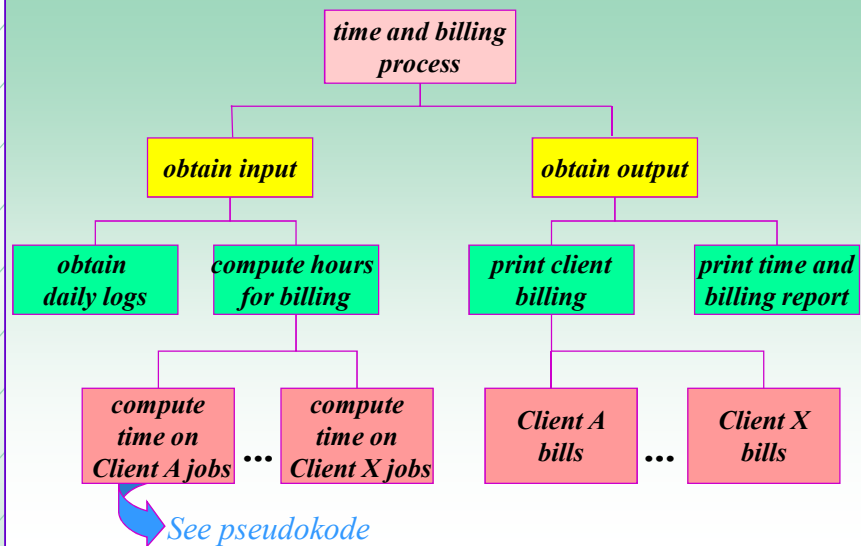 time and billing
process
obtain input
obtain output
obtain
daily logs
compute hours
for billing
print client
billing
print time and
billing report
compute
time on
Client A jobs
...
compute
time on
Client X jobs
Client A
bills
...
Client X
bills
See pseudokode